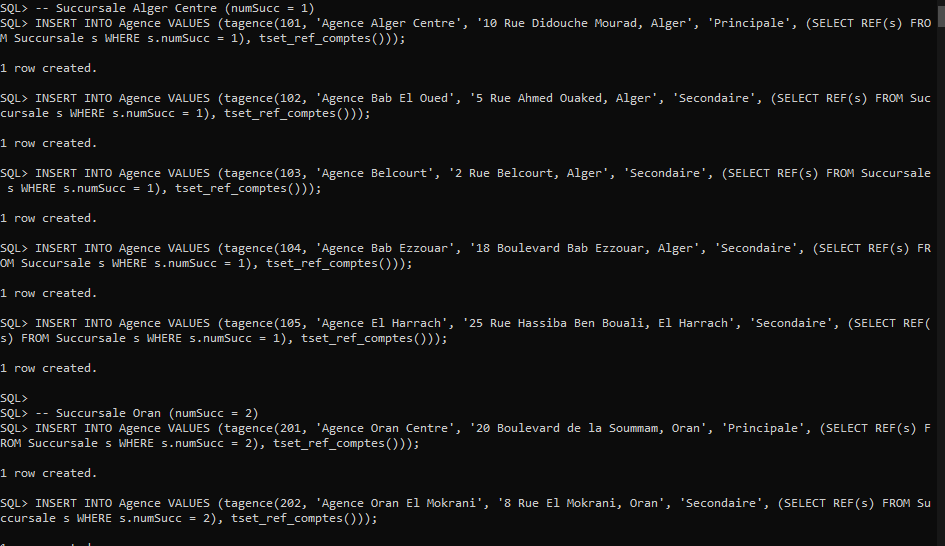 SQL> -- Succursale Alger Centre (numSucc = 1)
SQL> INSERT INTO Agence VALUES (tagence(101, 'Agence Alger Centre', '10 Rue Didouche Mourad, Alger', 'Principale', (SELECT REF(s) FRO
M Succursale s WHERE s.numSucc = 1), tset_ref_comptes()));
1 row created.
SQL> INSERT INTO Agence VALUES (tagence(102, 'Agence Bab El Oued', '5 Rue Ahmed Ouaked, Alger', 'Secondaire', (SELECT REF(s) FROM Suc
cursale s WHERE s.numSucc = 1), tset_ref_comptes()));
1 row created.
SQL> INSERT INTO Agence VALUES (tagence(103, 'Agence Belcourt', '2 Rue Belcourt, Alger', 'Secondaire', (SELECT REF(s) FROM Succursale
 s WHERE s.numSucc = 1), tset_ref_comptes()));
1 row created.
SQL> INSERT INTO Agence VALUES (tagence(104, 'Agence Bab Ezzouar', '18 Boulevard Bab Ezzouar, Alger', 'Secondaire', (SELECT REF(s) FR
OM Succursale s WHERE s.numSucc = 1), tset_ref_comptes()));
1 row created.
SQL> INSERT INTO Agence VALUES (tagence(105, 'Agence El Harrach', '25 Rue Hassiba Ben Bouali, El Harrach', 'Secondaire', (SELECT REF(
s) FROM Succursale s WHERE s.numSucc = 1), tset_ref_comptes()));
1 row created.
SQL>
SQL> -- Succursale Oran (numSucc = 2)
SQL> INSERT INTO Agence VALUES (tagence(201, 'Agence Oran Centre', '20 Boulevard de la Soummam, Oran', 'Principale', (SELECT REF(s) F
ROM Succursale s WHERE s.numSucc = 2), tset_ref_comptes()));
1 row created.
SQL> INSERT INTO Agence VALUES (tagence(202, 'Agence Oran El Mokrani', '8 Rue El Mokrani, Oran', 'Secondaire', (SELECT REF(s) FROM Su
ccursale s WHERE s.numSucc = 2), tset_ref_comptes()));